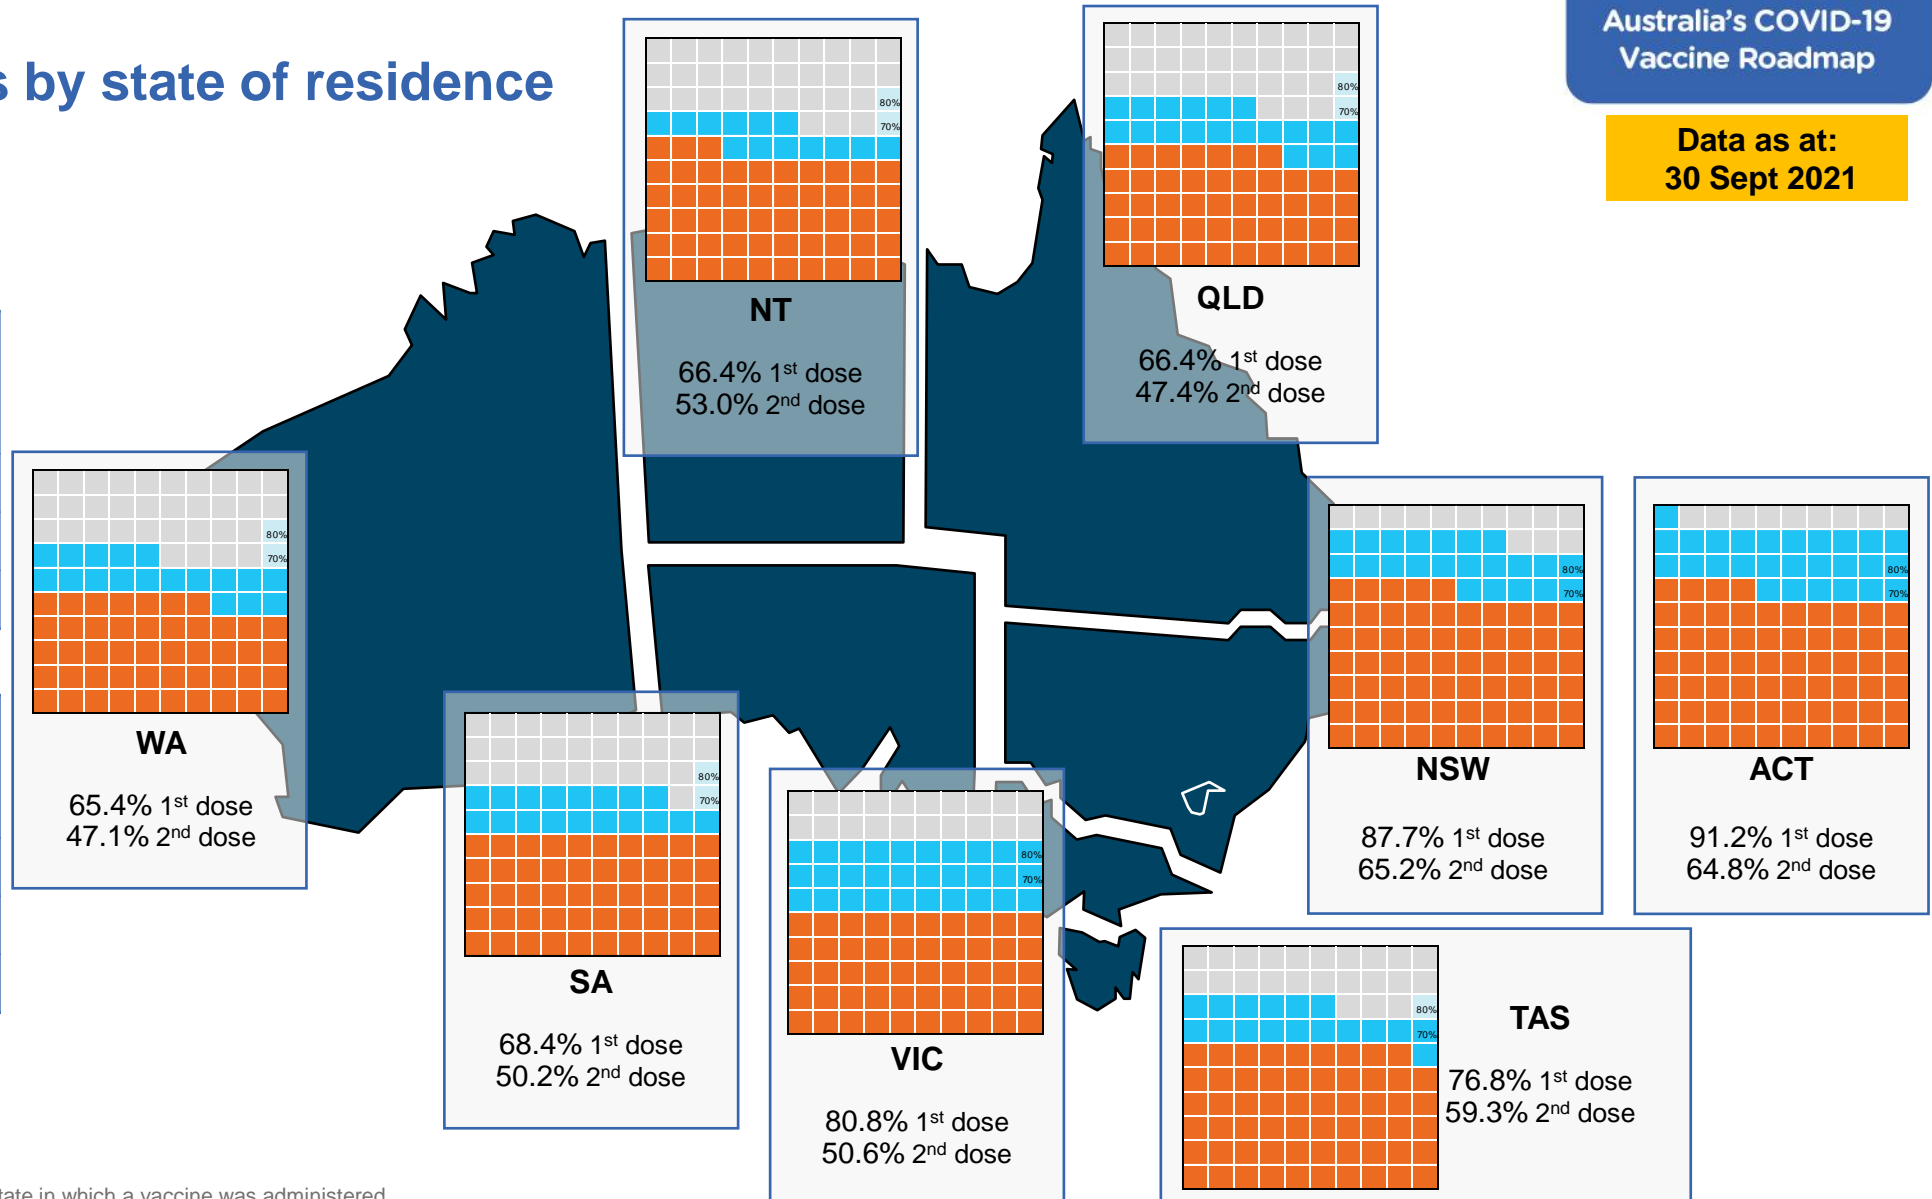 s by state of residence
Australia's COVID-19
Vaccine Roadmap
Data as at:
30 Sept 2021
80%
70%
NT
66.4% 1st dose
53.0% 2nd dose
80%
70%
QLD
66.4% 1st dose
47.4% 2nd dose
80%
70%
WA
65.4% 1st dose
47.1% 2nd dose
80%
70%
SA
68.4% 1st dose
50.2% 2nd dose
80%
70%
VIC
80.8% 1st dose
50.6% 2nd dose
80%
70%
NSW
87.7% 1st dose
65.2% 2nd dose
80%
70%
ACT
91.2% 1st dose
64.8% 2nd dose
80%
70%
TAS
76.8% 1st dose
59.3% 2nd dose
tate in which a vaccine was administered